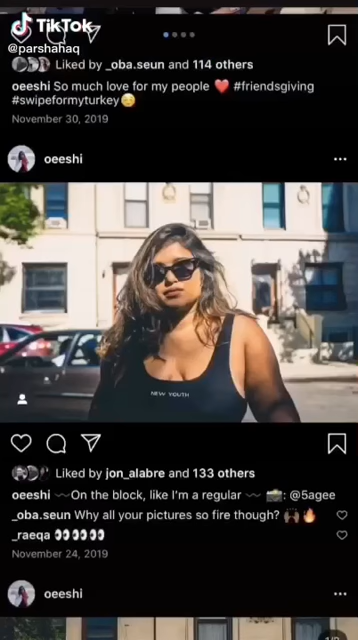 TikTok
@parshahaq
Liked by _oba.seun and 114 others
oeeshi So much love for my people ❤️ #friendsgiving
#swipeformyturkey😋
November 30, 2019
oeeshi
NEW YOUTH
Liked by jon_alabre and 133 others
oeeshi 〰️On the block, like I'm a regular 〰️ 📸: @5agee
_oba.seun Why all your pictures so fire though? 🙌🏾🔥
_raeqa 👀👀👀👀👀
November 24, 2019
oeeshi